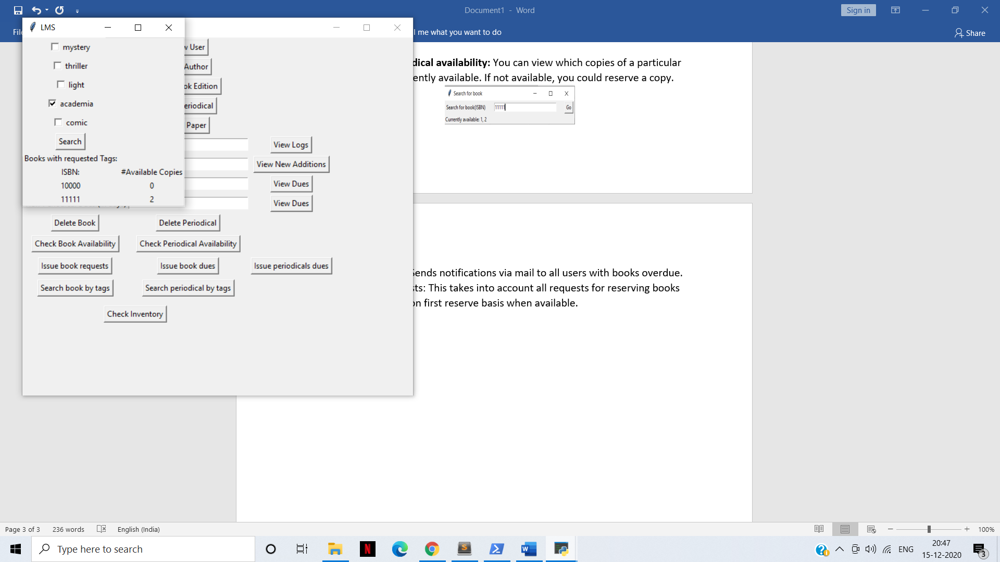 Document1 - Word
Sign in
Share
me what you want to do
LMS
mystery
thriller
light
academia
comic
Search
Books with requested Tags:
ISBN: #Available Copies
10000 0
11111 2
User
Author
Edition
Paper
View Logs
View New Additions
View Dues
View Dues
Delete Book Delete Periodical
Check Book Availability Check Periodical Availability
Issue book requests Issue book dues Issue periodicals dues
Search book by tags Search periodical by tags
Check Inventory
availability: You can view which copies of a particular
available. If not available, you could reserve a copy.
Search for book
Search for book(ISBN) 11111 Go
Currently available: 1, 2
Sends notifications via mail to all users with books overdue.
This takes into account all requests for reserving books
on first reserve basis when available.
Page 3 of 3 236 words English (India) 100%
Type here to search
ENG
20:47
15-12-2020
3